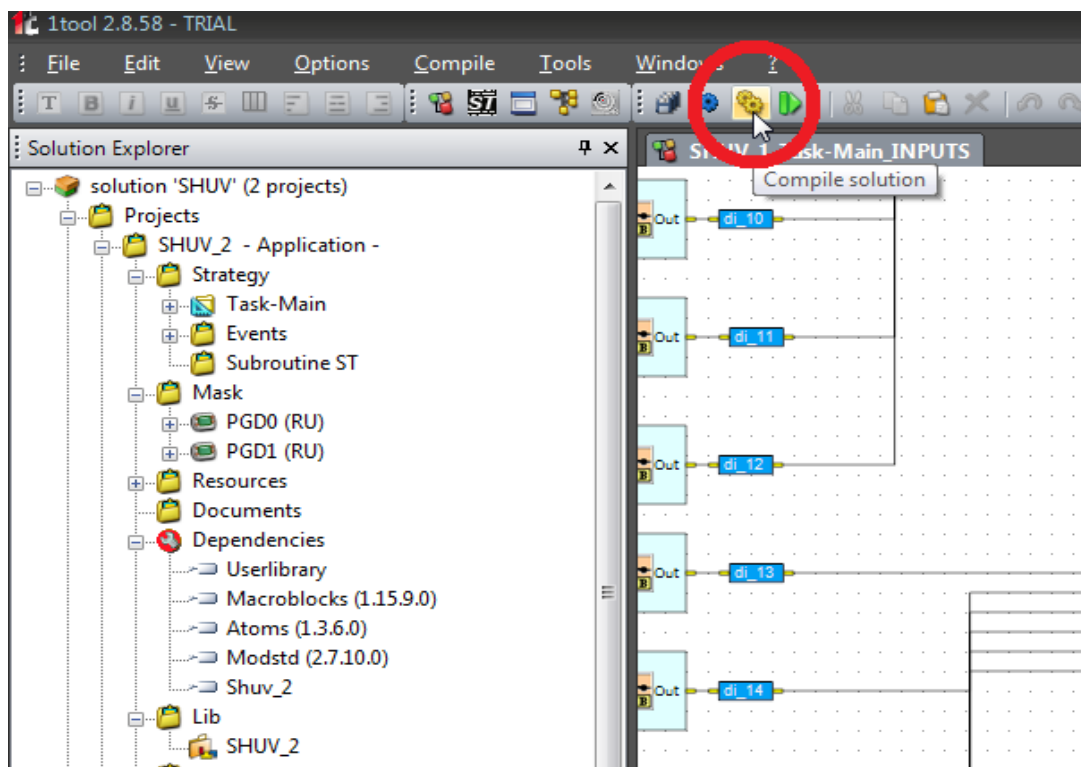 1tool 2.8.58 - TRIAL
File Edit View Options Compile Tools Windows ?
T B i u S ST
Solution Explorer
SHUV_1_Task-Main_INPUTS
Compile solution
solution 'SHUV' (2 projects)
Projects
SHUV_2 - Application -
Strategy
Task-Main
Events
Subroutine ST
Mask
PGD0 (RU)
PGD1 (RU)
Resources
Documents
Dependencies
Userlibrary
Macroblocks (1.15.9.0)
Atoms (1.3.6.0)
Modstd (2.7.10.0)
Shuv_2
Lib
SHUV_2
B Out di_10
B Out di_11
B Out di_12
B Out di_13
B Out di_14